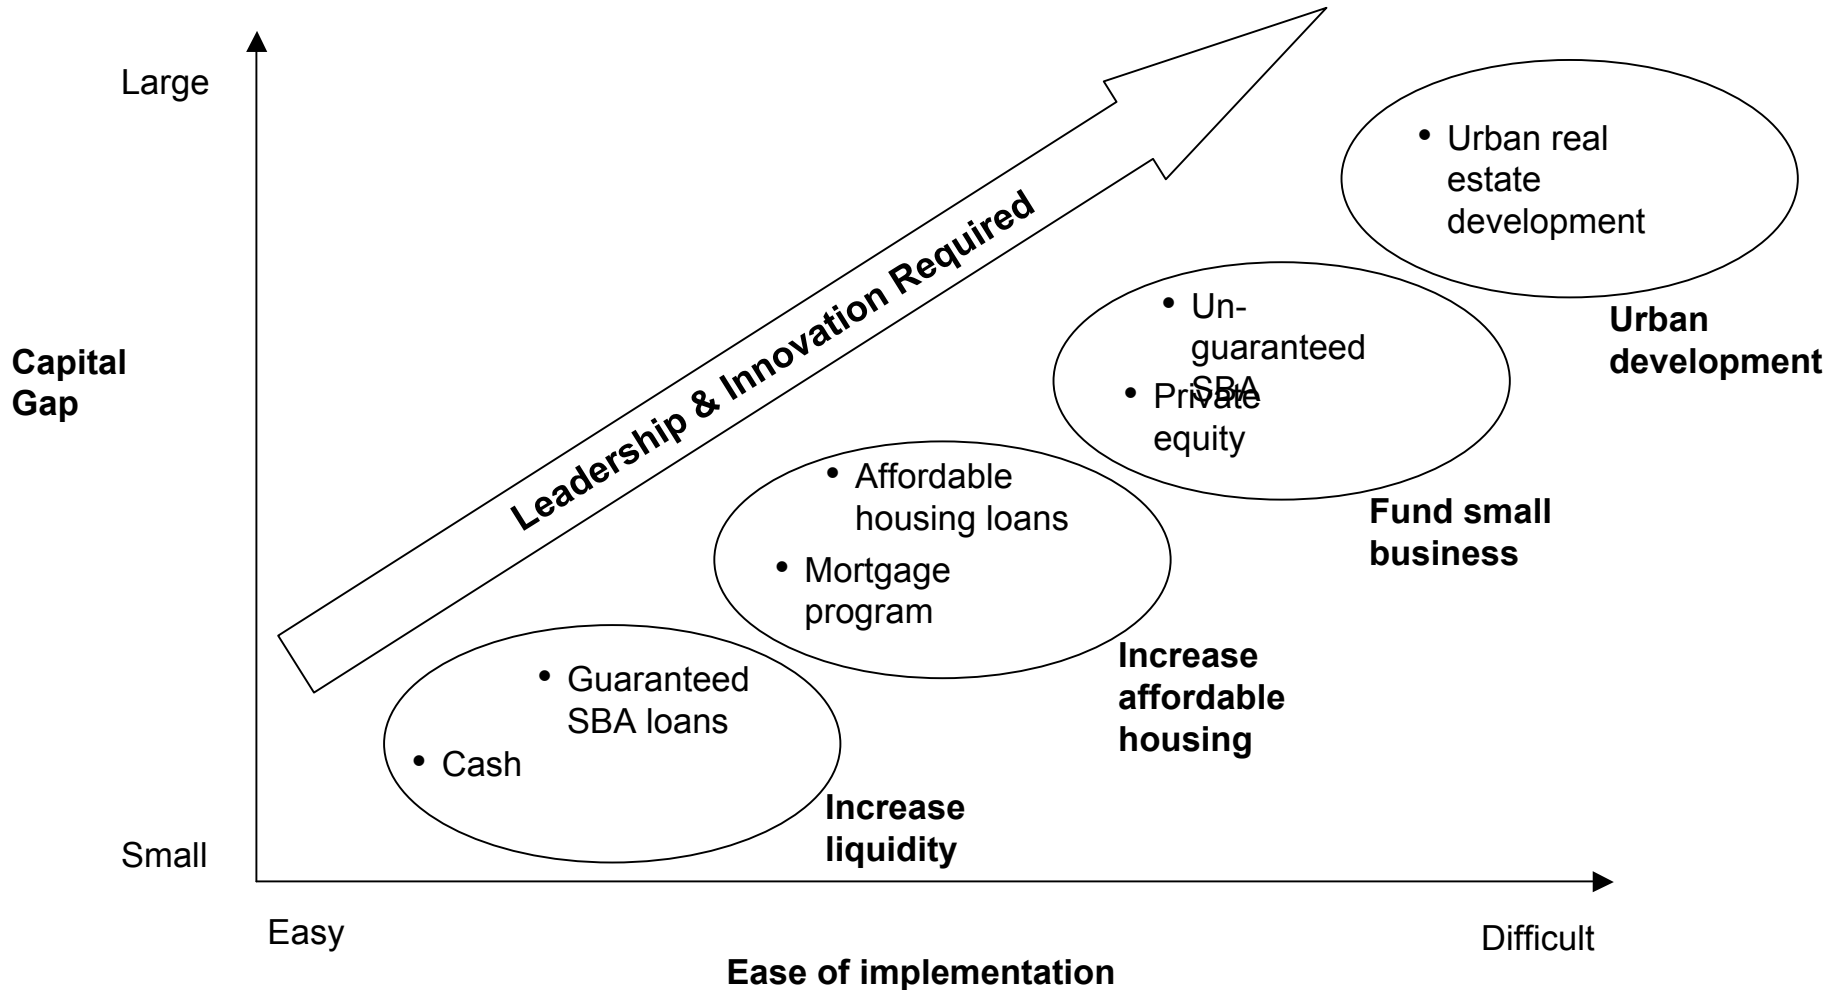 Large
Capital
Gap
Small
Leadership & Innovation Required
• Urban real
estate
development
Urban
development
• Un-
guaranteed
SBA
• Private
equity
Fund small
business
• Affordable
housing loans
• Mortgage
program
Increase
affordable
housing
• Guaranteed
SBA loans
• Cash
Increase
liquidity
Easy
Difficult
Ease of implementation